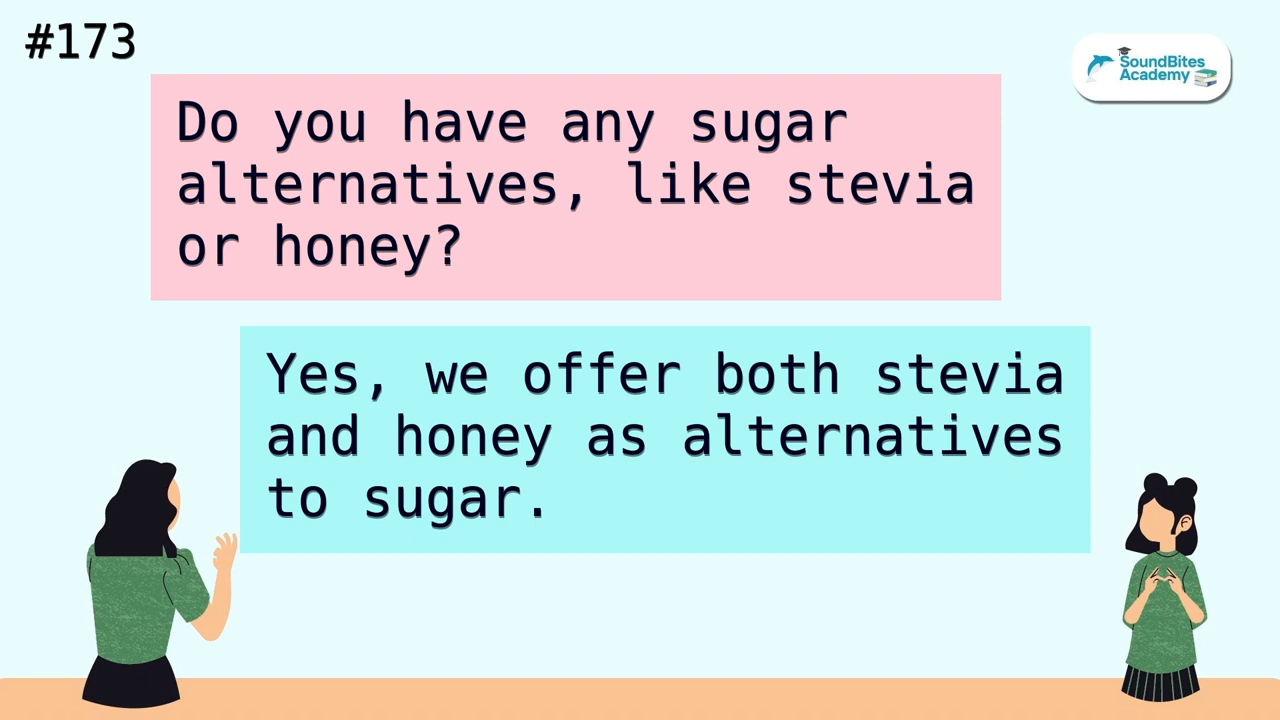 #173
SoundBites
Academy
Do you have any sugar
alternatives, like stevia
or honey?
Yes, we offer both stevia
and honey as alternatives
to sugar.